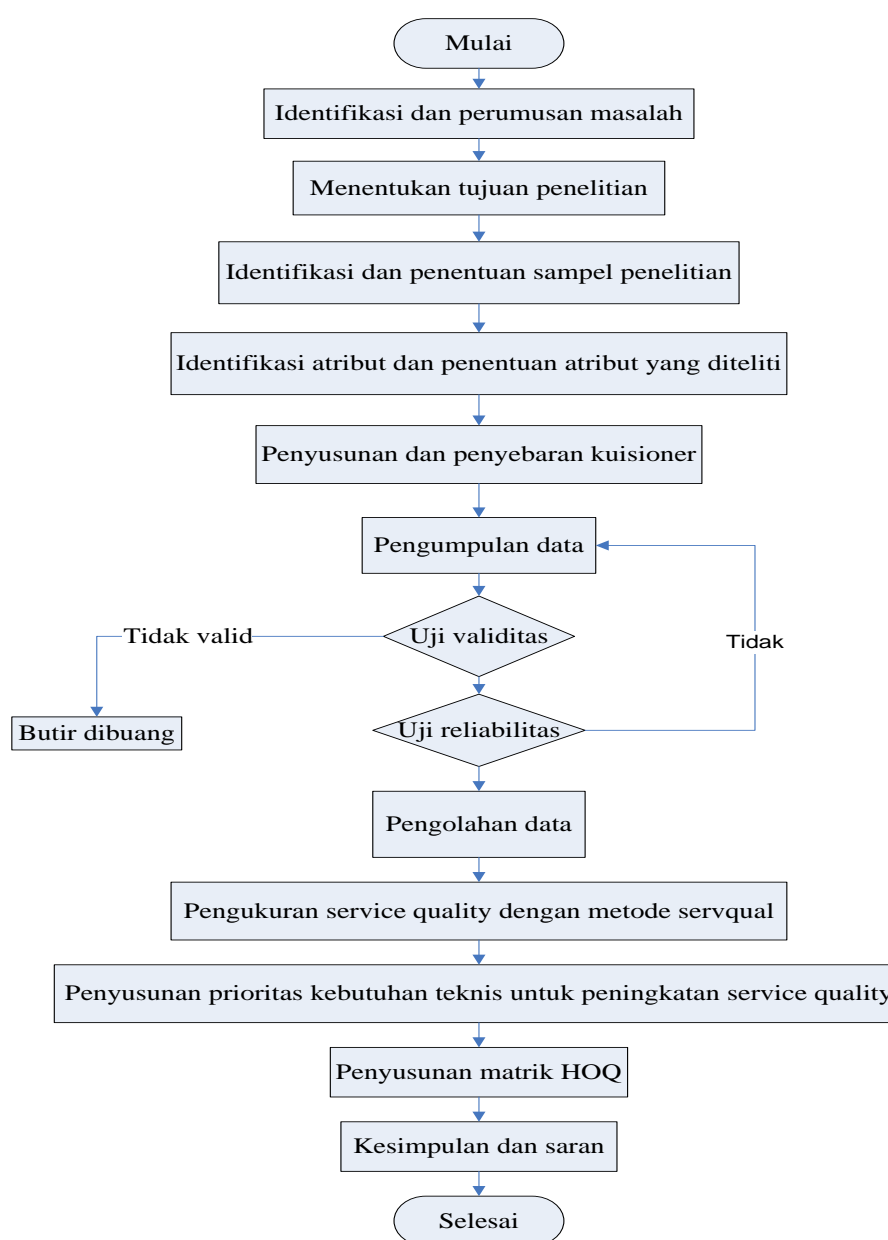 Mulai
Identifikasi dan perumusan masalah
Menentukan tujuan penelitian
Identifikasi dan penentuan sampel penelitian
Identifikasi atribut dan penentuan atribut yang diteliti
Penyusunan dan penyebaran kuisioner
Pengumpulan data
Tidak valid
Uji validitas
Tidak
Butir dibuang
Uji reliabilitas
Pengolahan data
Pengukuran service quality dengan metode servqual
Penyusunan prioritas kebutuhan teknis untuk peningkatan service quality
Penyusunan matrik HOQ
Kesimpulan dan saran
Selesai